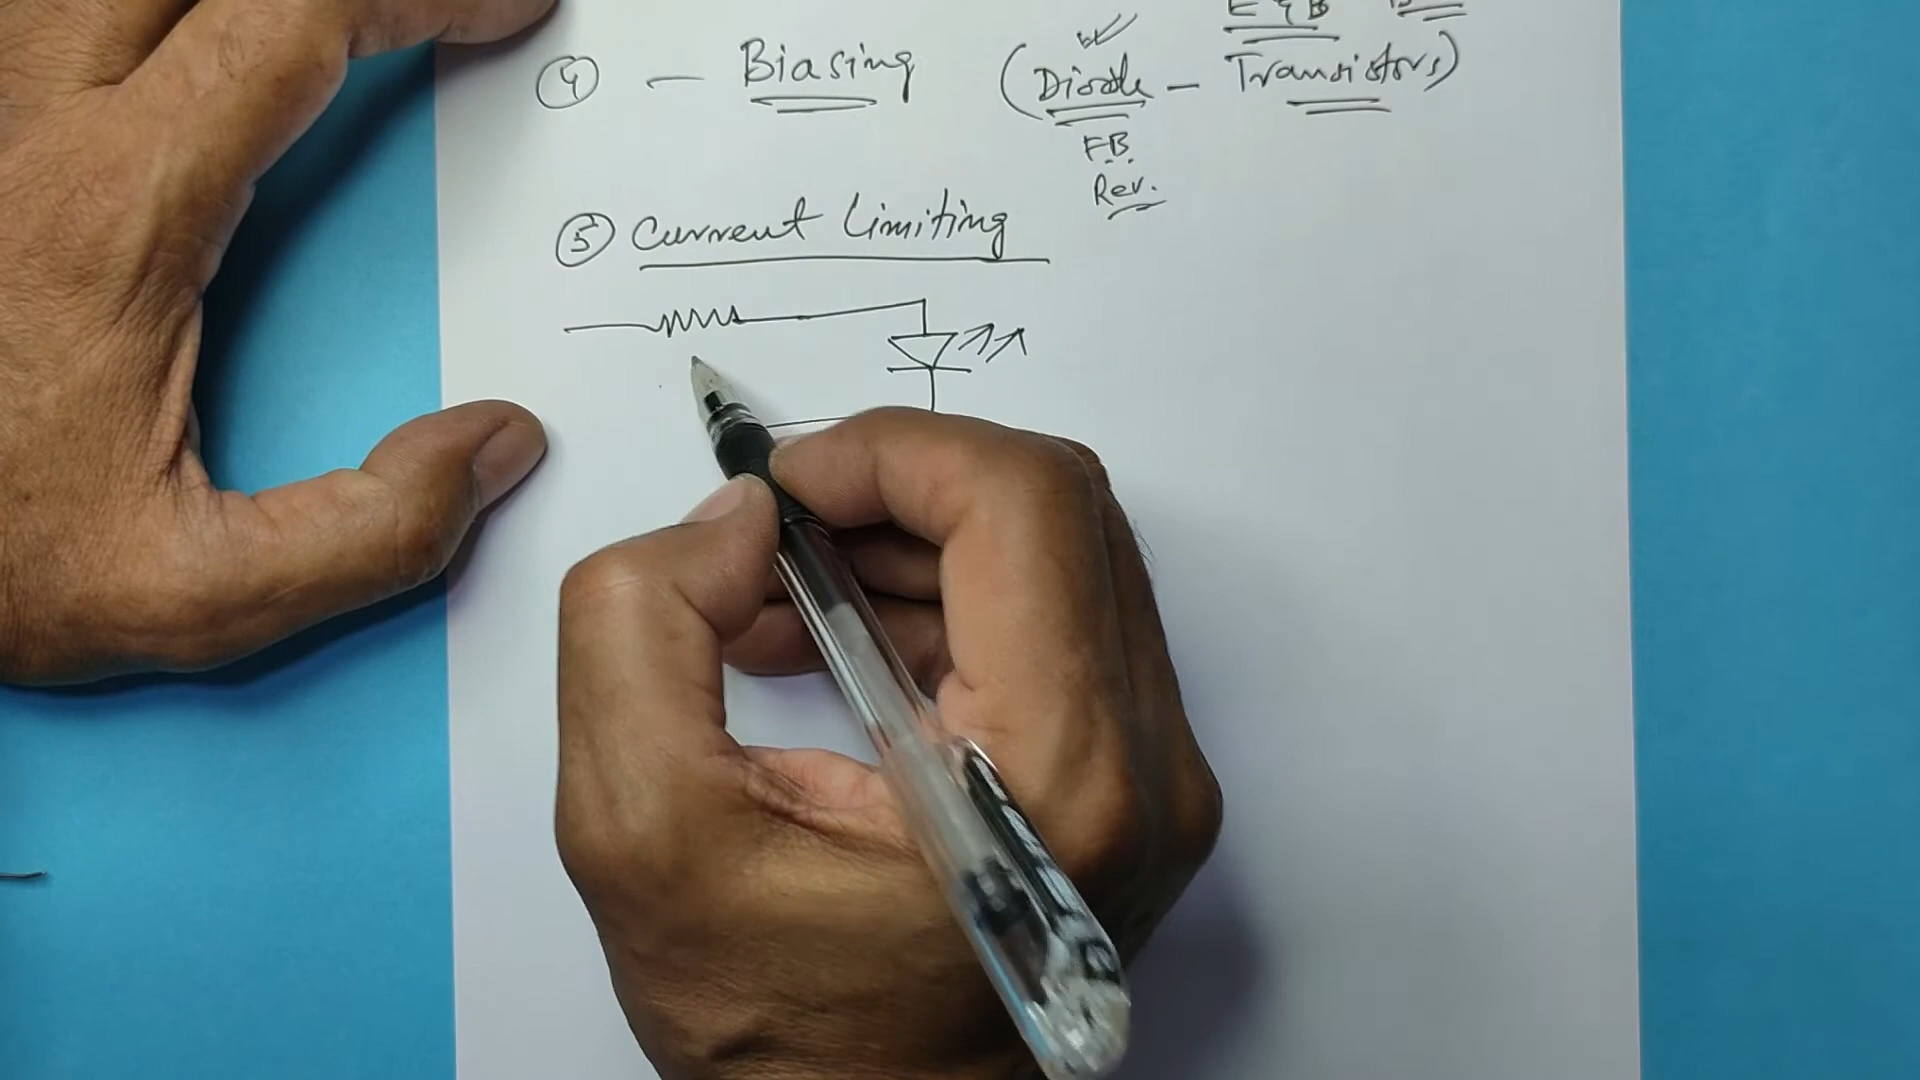 E & B
④ — Biasing (Diode — Transistors)
F.B.
Rev.
⑤ Current Limiting